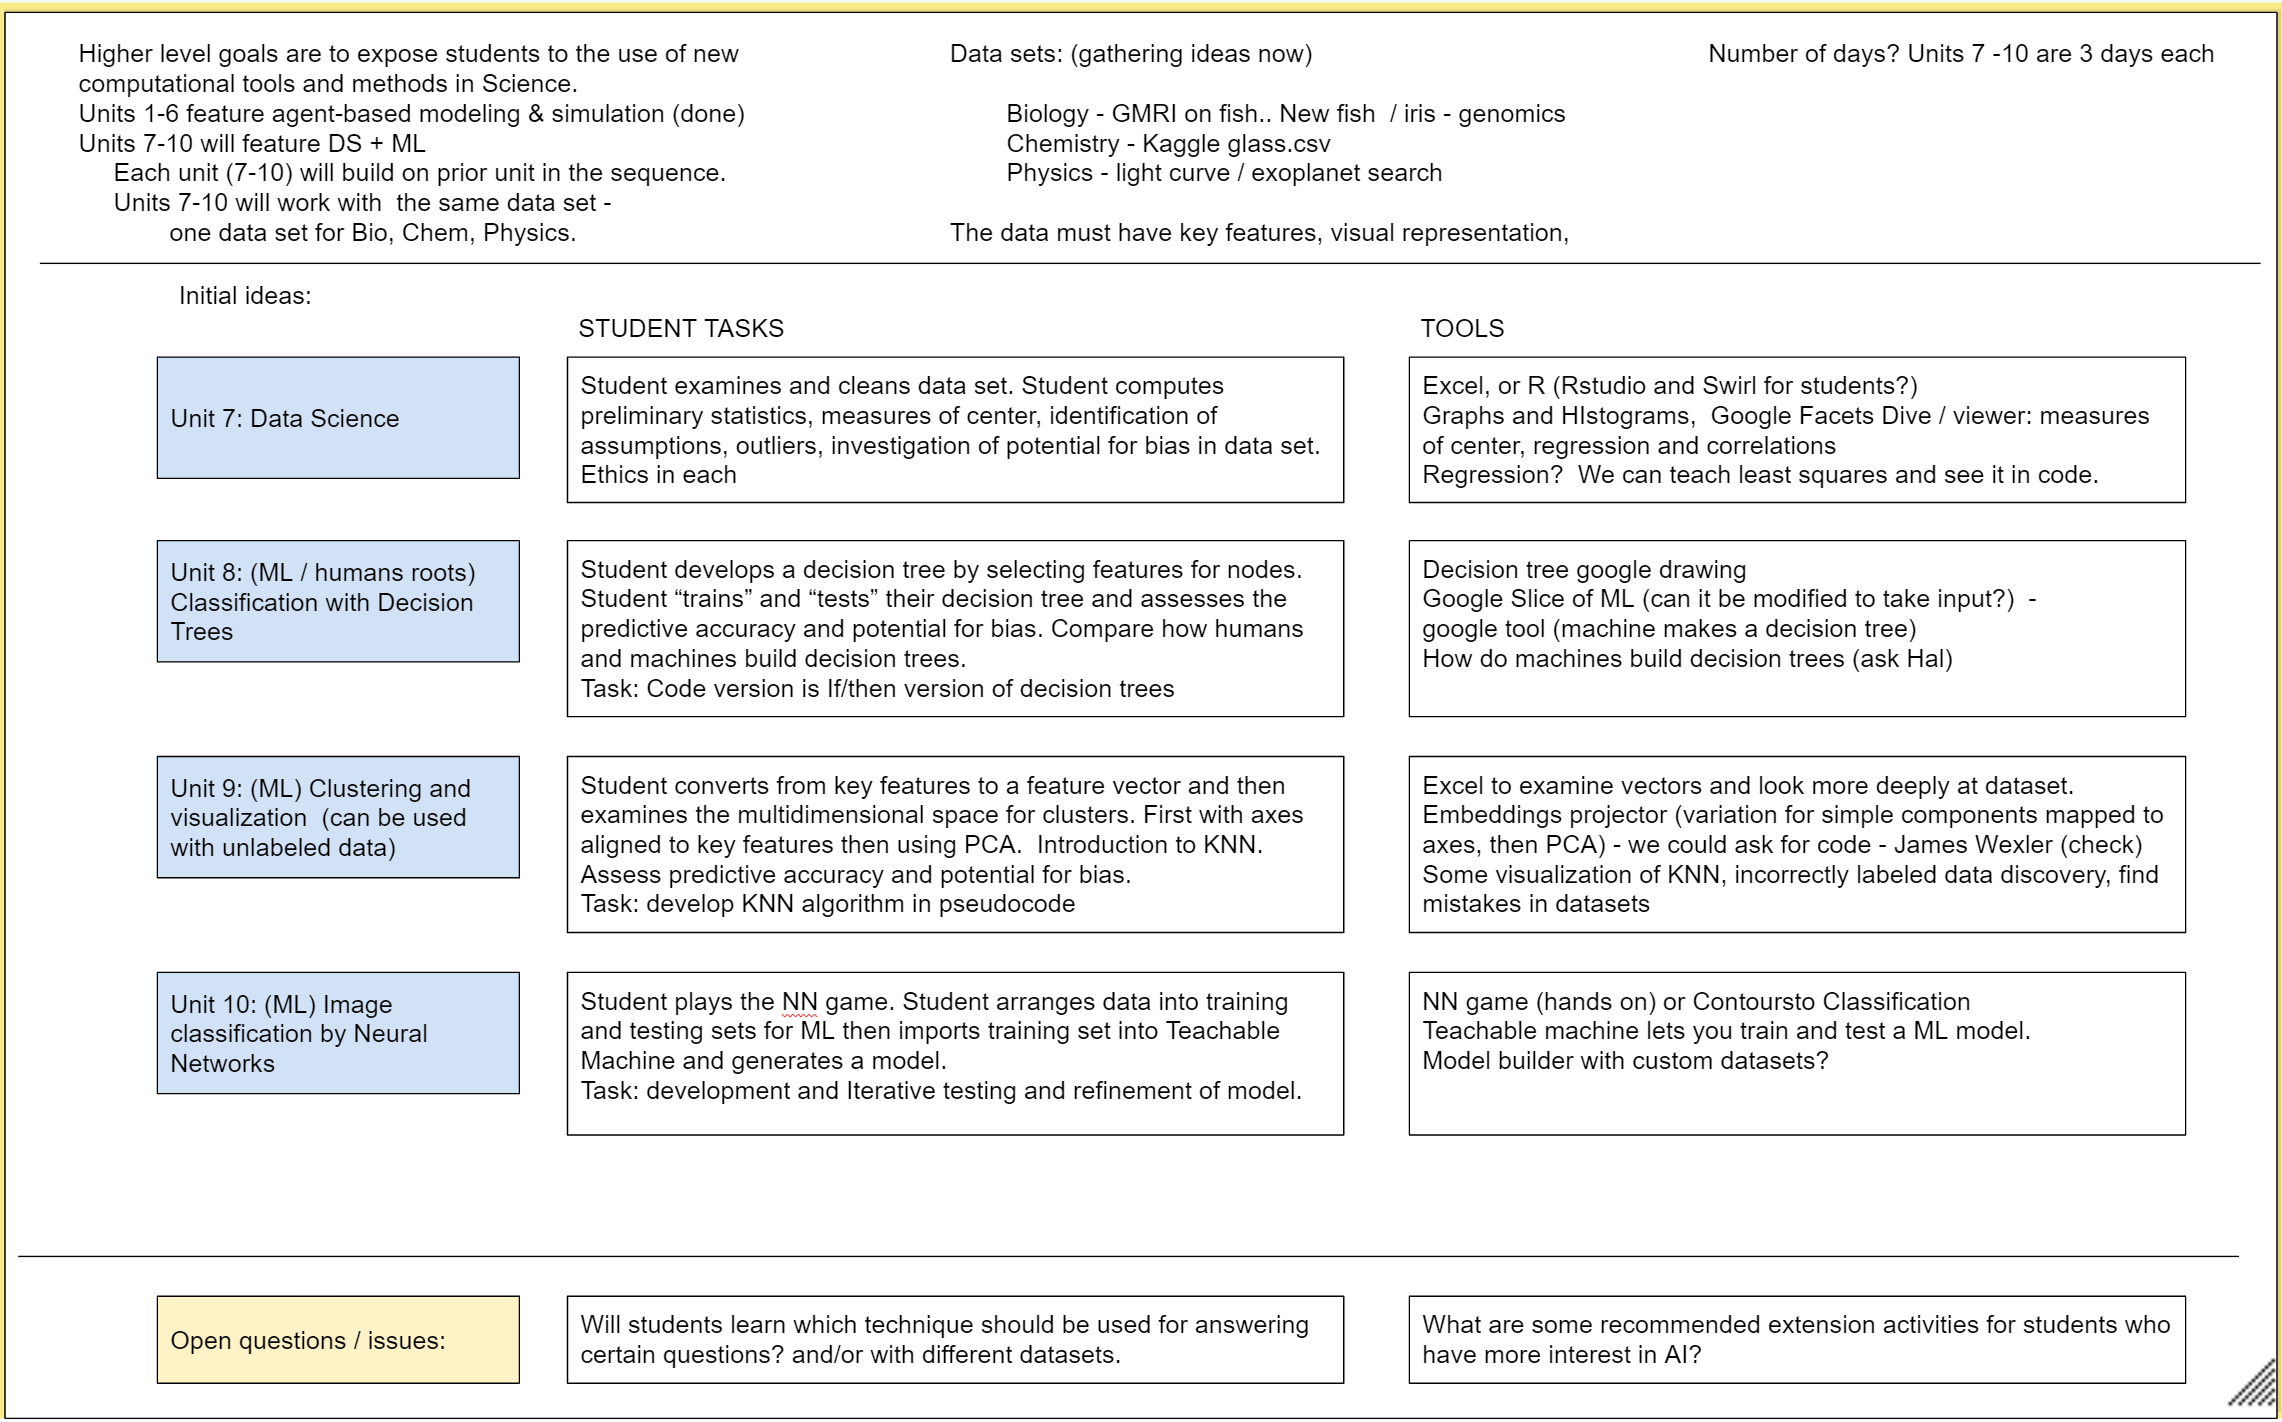 Higher level goals are to expose students to the use of new
computational tools and methods in Science.
Units 1-6 feature agent-based modeling & simulation (done)
Units 7-10 will feature DS + ML
Each unit (7-10) will build on prior unit in the sequence.
Units 7-10 will work with  the same data set -
one data set for Bio, Chem, Physics.
Data sets: (gathering ideas now)
Biology - GMRI on fish.. New fish  / iris - genomics
Chemistry - Kaggle glass.csv
Physics - light curve / exoplanet search
The data must have key features, visual representation,
Number of days? Units 7 -10 are 3 days each
Initial ideas:
STUDENT TASKS
TOOLS
Unit 7: Data Science
Student examines and cleans data set. Student computes
preliminary statistics, measures of center, identification of
assumptions, outliers, investigation of potential for bias in data set.
Ethics in each
Excel, or R (Rstudio and Swirl for students?)
Graphs and HIstograms,  Google Facets Dive / viewer: measures
of center, regression and correlations
Regression?  We can teach least squares and see it in code.
Unit 8: (ML / humans roots)
Classification with Decision
Trees
Student develops a decision tree by selecting features for nodes.
Student “trains” and “tests” their decision tree and assesses the
predictive accuracy and potential for bias. Compare how humans
and machines build decision trees.
Task: Code version is If/then version of decision trees
Decision tree google drawing
Google Slice of ML (can it be modified to take input?)  -
google tool (machine makes a decision tree)
How do machines build decision trees (ask Hal)
Unit 9: (ML) Clustering and
visualization  (can be used
with unlabeled data)
Student converts from key features to a feature vector and then
examines the multidimensional space for clusters. First with axes
aligned to key features then using PCA.  Introduction to KNN.
Assess predictive accuracy and potential for bias.
Task: develop KNN algorithm in pseudocode
Excel to examine vectors and look more deeply at dataset.
Embeddings projector (variation for simple components mapped to
axes, then PCA) - we could ask for code - James Wexler (check)
Some visualization of KNN, incorrectly labeled data discovery, find
mistakes in datasets
Unit 10: (ML) Image
classification by Neural
Networks
Student plays the NN game. Student arranges data into training
and testing sets for ML then imports training set into Teachable
Machine and generates a model.
Task: development and Iterative testing and refinement of model.
NN game (hands on) or Contoursto Classification
Teachable machine lets you train and test a ML model.
Model builder with custom datasets?
Open questions / issues:
Will students learn which technique should be used for answering
certain questions? and/or with different datasets.
What are some recommended extension activities for students who
have more interest in AI?